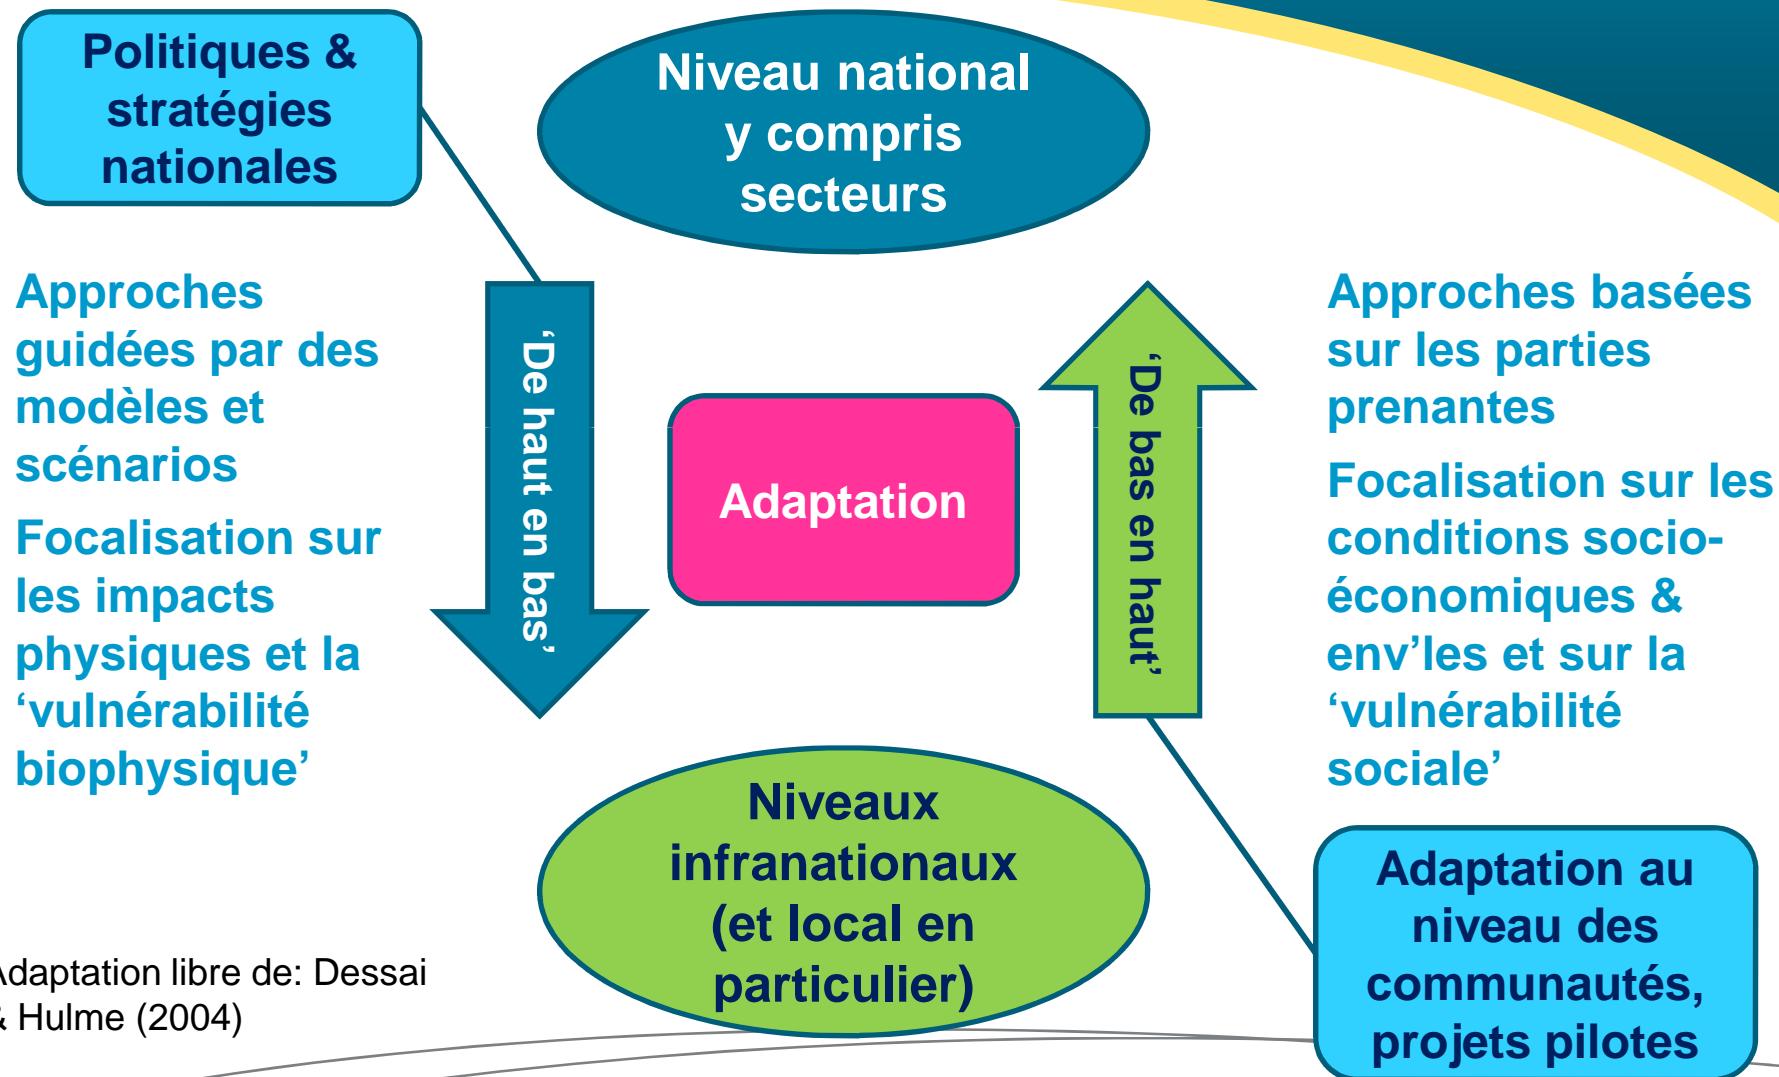 Politiques &
stratégies
nationales
Niveau national
y compris
secteurs
Approches
guidées par des
modèles et
scénarios
Focalisation sur
les impacts
physiques et la
‘vulnérabilité
biophysique’
‘De haut en bas’
Adaptation
‘De bas en haut’
Approches basées
sur les parties
prenantes
Focalisation sur les
conditions socio-
économiques &
env’les et sur la
‘vulnérabilité
sociale’
Niveaux
infranationaux
(et local en
particulier)
Adaptation au
niveau des
communautés,
projets pilotes
Adaptation libre de: Dessai
& Hulme (2004)